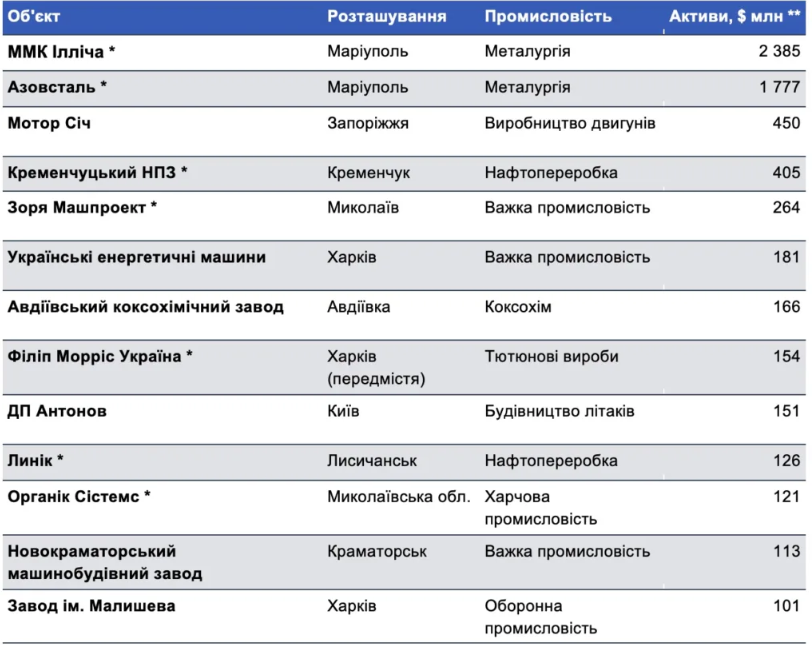 Об'єкт Розташування Промисловість Активи, $ млн **
ММК Ілліча * Маріуполь Металургія 2 385
Азовсталь * Маріуполь Металургія 1 777
Мотор Січ Запоріжжя Виробництво двигунів 450
Кременчуцький НПЗ * Кременчук Нафтопереробка 405
Зоря Машпроект * Миколаїв Важка промисловість 264
Українські енергетичні машини Харків Важка промисловість 181
Авдіївський коксохімічний завод Авдіївка Коксохім 166
Філіп Морріс Україна * Харків Тютюнові вироби 154
(передмістя)
ДП Антонов Київ Будівництво літаків 151
Линік * Лисичанськ Нафтопереробка 126
Органік Сістемс * Миколаївська обл. Харчова 121
промисловість
Новокраматорський Краматорськ Важка промисловість 113
машинобудівний завод
Завод ім. Малишева Харків Оборонна 101
промисловість